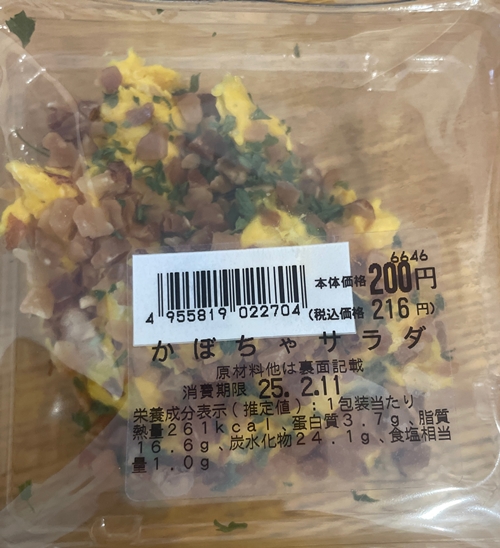 6646
本体価格 200円
4 955819 022704 (税込価格 216 円)
かぼちゃサラダ
原材料他は裏面記載
消費期限 25. 2.11
栄養成分表示(推定値):1包装当たり
熱量261kcal、蛋白質3.7g、脂質
16.6g、炭水化物24.1g、食塩相当
量1.0g